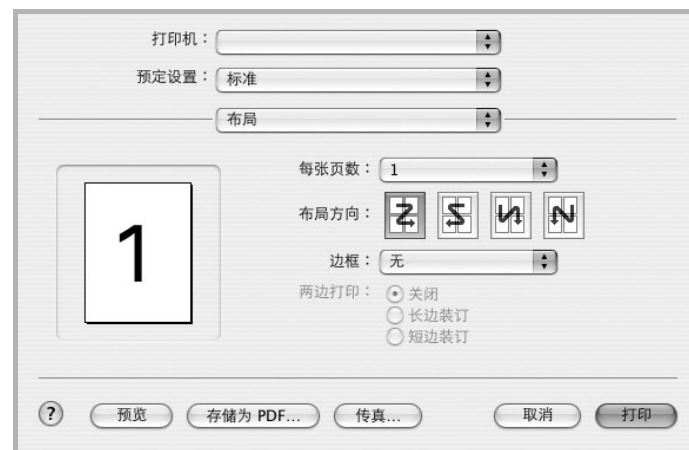 打印机：
预定设置： 标准
布局
每张页数： 1
布局方向：
边框： 无
两边打印： 关闭
长边装订
短边装订
1
? 预览 存储为 PDF... 传真... 取消 打印